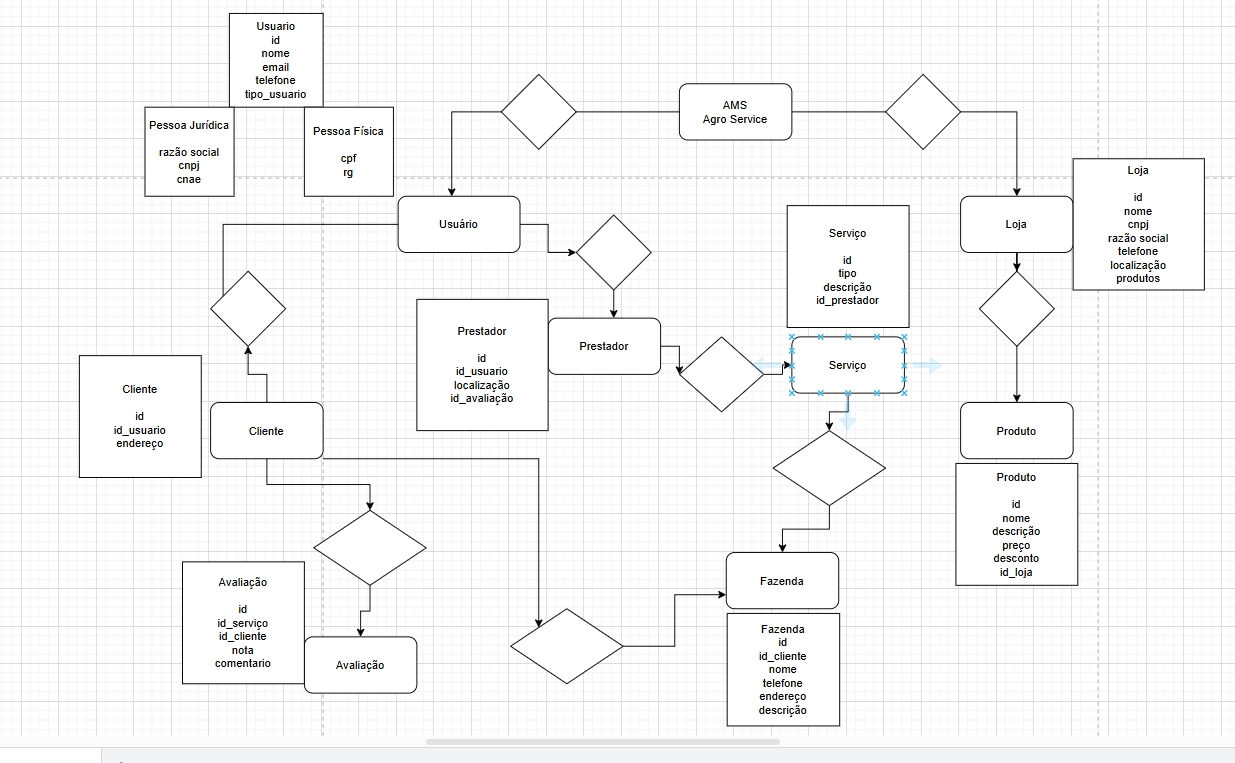 Usuario
id
nome
email
telefone
tipo_usuario
Pessoa Jurídica
razão social
cnpj
cnae
Pessoa Física
cpf
rg
AMS
Agro Service
Usuário
Loja
Loja
id
nome
cnpj
razão social
telefone
localização
produtos
Serviço
id
tipo
descrição
id_prestador
Prestador
id
id_usuario
localização
id_avaliação
Prestador
Serviço
Cliente
id
id_usuario
endereço
Cliente
Produto
Produto
id
nome
descrição
preço
desconto
id_loja
Avaliação
id
id_serviço
id_cliente
nota
comentario
Avaliação
Fazenda
Fazenda
id
id_cliente
nome
telefone
endereço
descrição